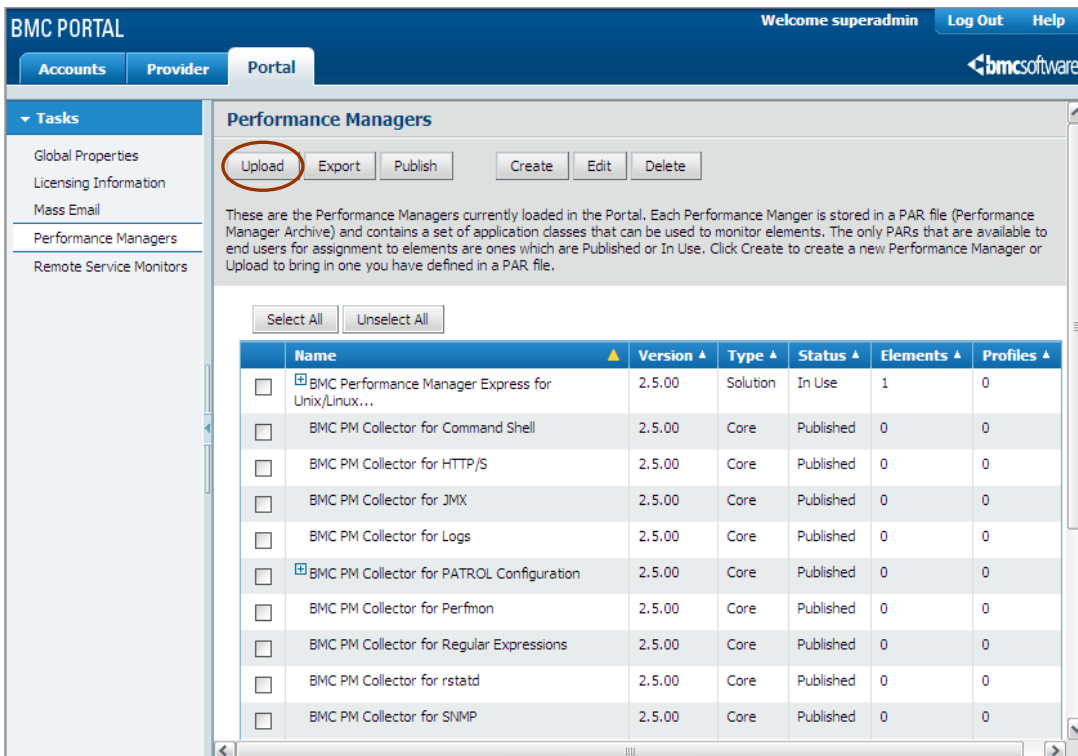 BMC PORTAL
Welcome superadmin Log Out Help
Accounts Provider Portal
bmcsoftware
Tasks
Global Properties
Licensing Information
Mass Email
Performance Managers
Remote Service Monitors
Performance Managers
Upload Export Publish Create Edit Delete
These are the Performance Managers currently loaded in the Portal. Each Performance Manger is stored in a PAR file (Performance
Manager Archive) and contains a set of application classes that can be used to monitor elements. The only PARs that are available to
end users for assignment to elements are ones which are Published or In Use. Click Create to create a new Performance Manager or
Upload to bring in one you have defined in a PAR file.
Select All Unselect All
Name Version Type Status Elements Profiles
BMC Performance Manager Express for 2.5.00 Solution In Use 1 0
Unix/Linux...
BMC PM Collector for Command Shell 2.5.00 Core Published 0 0
BMC PM Collector for HTTP/S 2.5.00 Core Published 0 0
BMC PM Collector for JMX 2.5.00 Core Published 0 0
BMC PM Collector for Logs 2.5.00 Core Published 0 0
BMC PM Collector for PATROL Configuration 2.5.00 Core Published 0 0
BMC PM Collector for Perfmon 2.5.00 Core Published 0 0
BMC PM Collector for Regular Expressions 2.5.00 Core Published 0 0
BMC PM Collector for rstatd 2.5.00 Core Published 0 0
BMC PM Collector for SNMP 2.5.00 Core Published 0 0